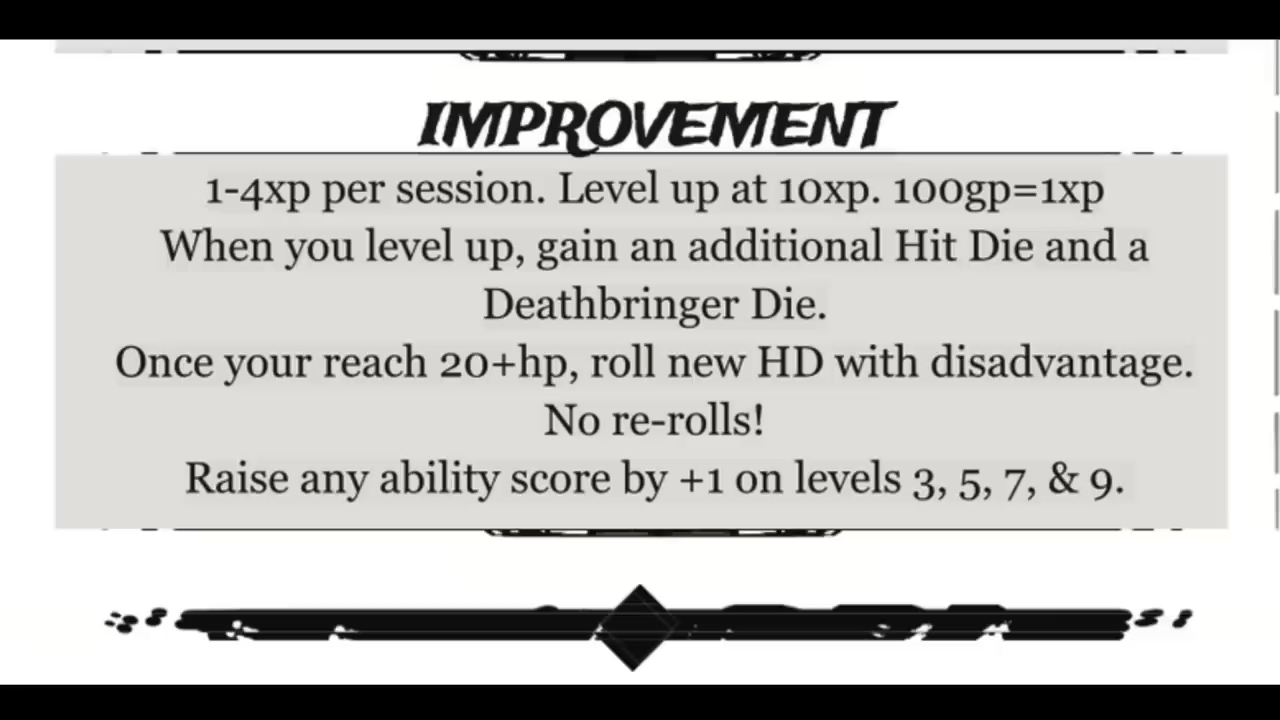 IMPROVEMENT
1-4xp per session. Level up at 10xp. 100gp=1xp
When you level up, gain an additional Hit Die and a
Deathbringer Die.
Once your reach 20+hp, roll new HD with disadvantage.
No re-rolls!
Raise any ability score by +1 on levels 3, 5, 7, & 9.